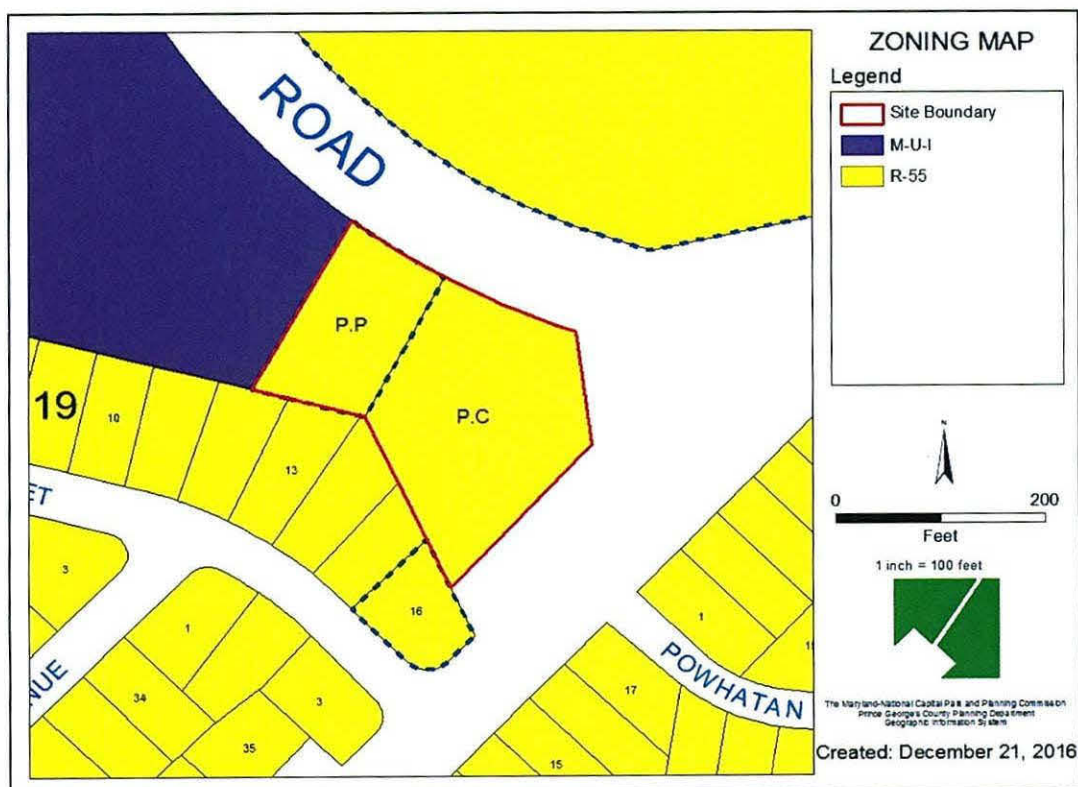 ZONING MAP
Legend
Site Boundary
M-U-I
R-55
ROAD
P.P
P.C
19
10
13
ET
3
16
1
NUE
34
3
35
1
17
POWHATAN
15
N
0
200
Feet
1 inch = 100 feet
The Maryland-National Capital Park and Planning Commission
Prince George's County Planning Department
Geographic Information System
Created: December 21, 2016